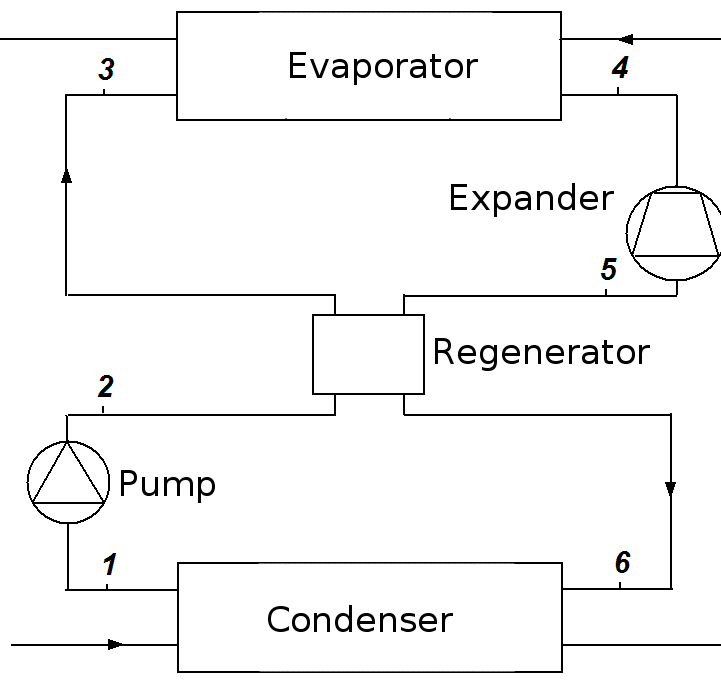 Evaporator
3
4
Expander
5
Regenerator
2
Pump
1
6
Condenser